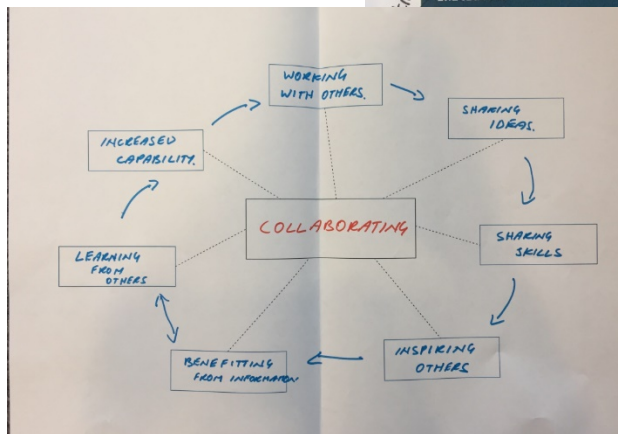 WORKING
WITH OTHERS.
SHARING
IDEAS.
INCREASED
CAPABILITY.
COLLABORATING
SHARING
SKILLS
LEARNING
FROM
OTHERS
INSPIRING
OTHERS
BENEFITTING
FROM INFORMATION